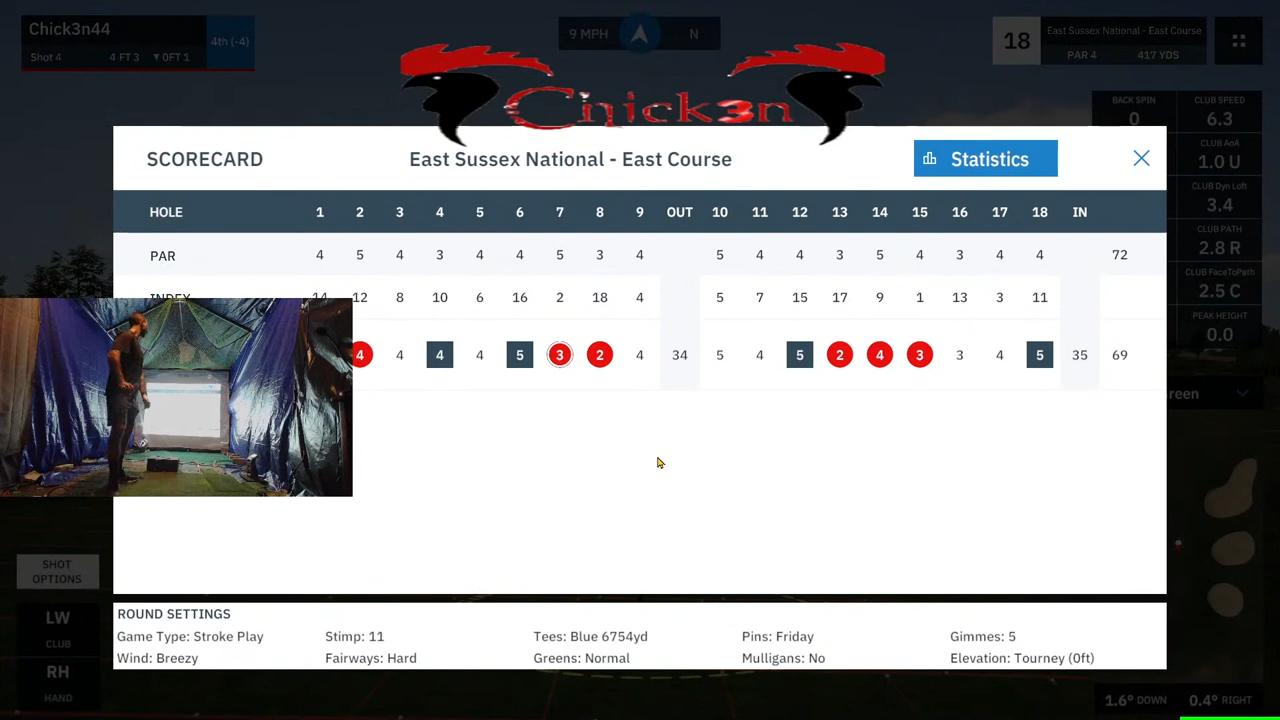 Chick3n44
Shot 4 4 FT 3 ▼0FT 1
4th (-4)
9 MPH N
18
East Sussex National - East Course
PAR 4 417 YDS
Chick3n
BACK SPIN
0
CLUB SPEED
6.3
CLUB AoA
1.0 U
CLUB Dyn Loft
3.4
CLUB PATH
2.8 R
CLUB FaceToPath
2.5 C
PEAK HEIGHT
0.0
SCORECARD East Sussex National - East Course Statistics
HOLE 1 2 3 4 5 6 7 8 9 OUT 10 11 12 13 14 15 16 17 18 IN
PAR 4 5 4 3 4 4 5 3 4 5 4 4 3 5 4 3 4 4 72
INDEX 14 12 8 10 6 16 2 18 4 5 7 15 17 9 1 13 3 11
4 4 4 4 5 3 2 4 34 5 4 5 2 4 3 3 4 5 35 69
reen
SHOT
OPTIONS
LW
CLUB
RH
HAND
ROUND SETTINGS
Game Type: Stroke Play Stimp: 11 Tees: Blue 6754yd Pins: Friday Gimmes: 5
Wind: Breezy Fairways: Hard Greens: Normal Mulligans: No Elevation: Tourney (0ft)
1.6° DOWN 0.4° RIGHT